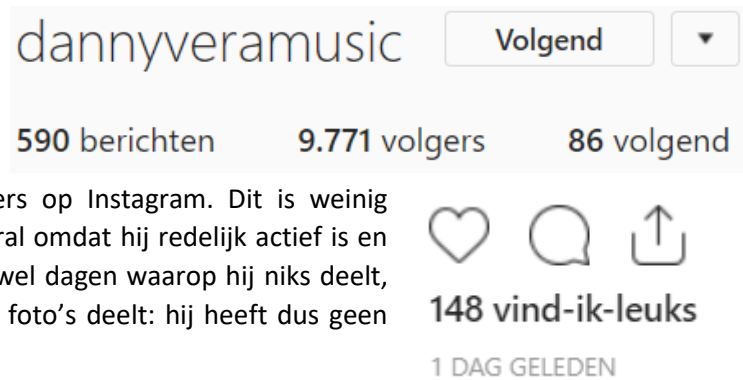 dannyveramusic Volgend
590 berichten 9.771 volgers 86 volgend
ers op Instagram. Dit is weinig
ral omdat hij redelijk actief is en
wel dagen waarop hij niks deelt,
foto’s deelt: hij heeft dus geen
148 vind-ik-leuks
1 DAG GELEDEN